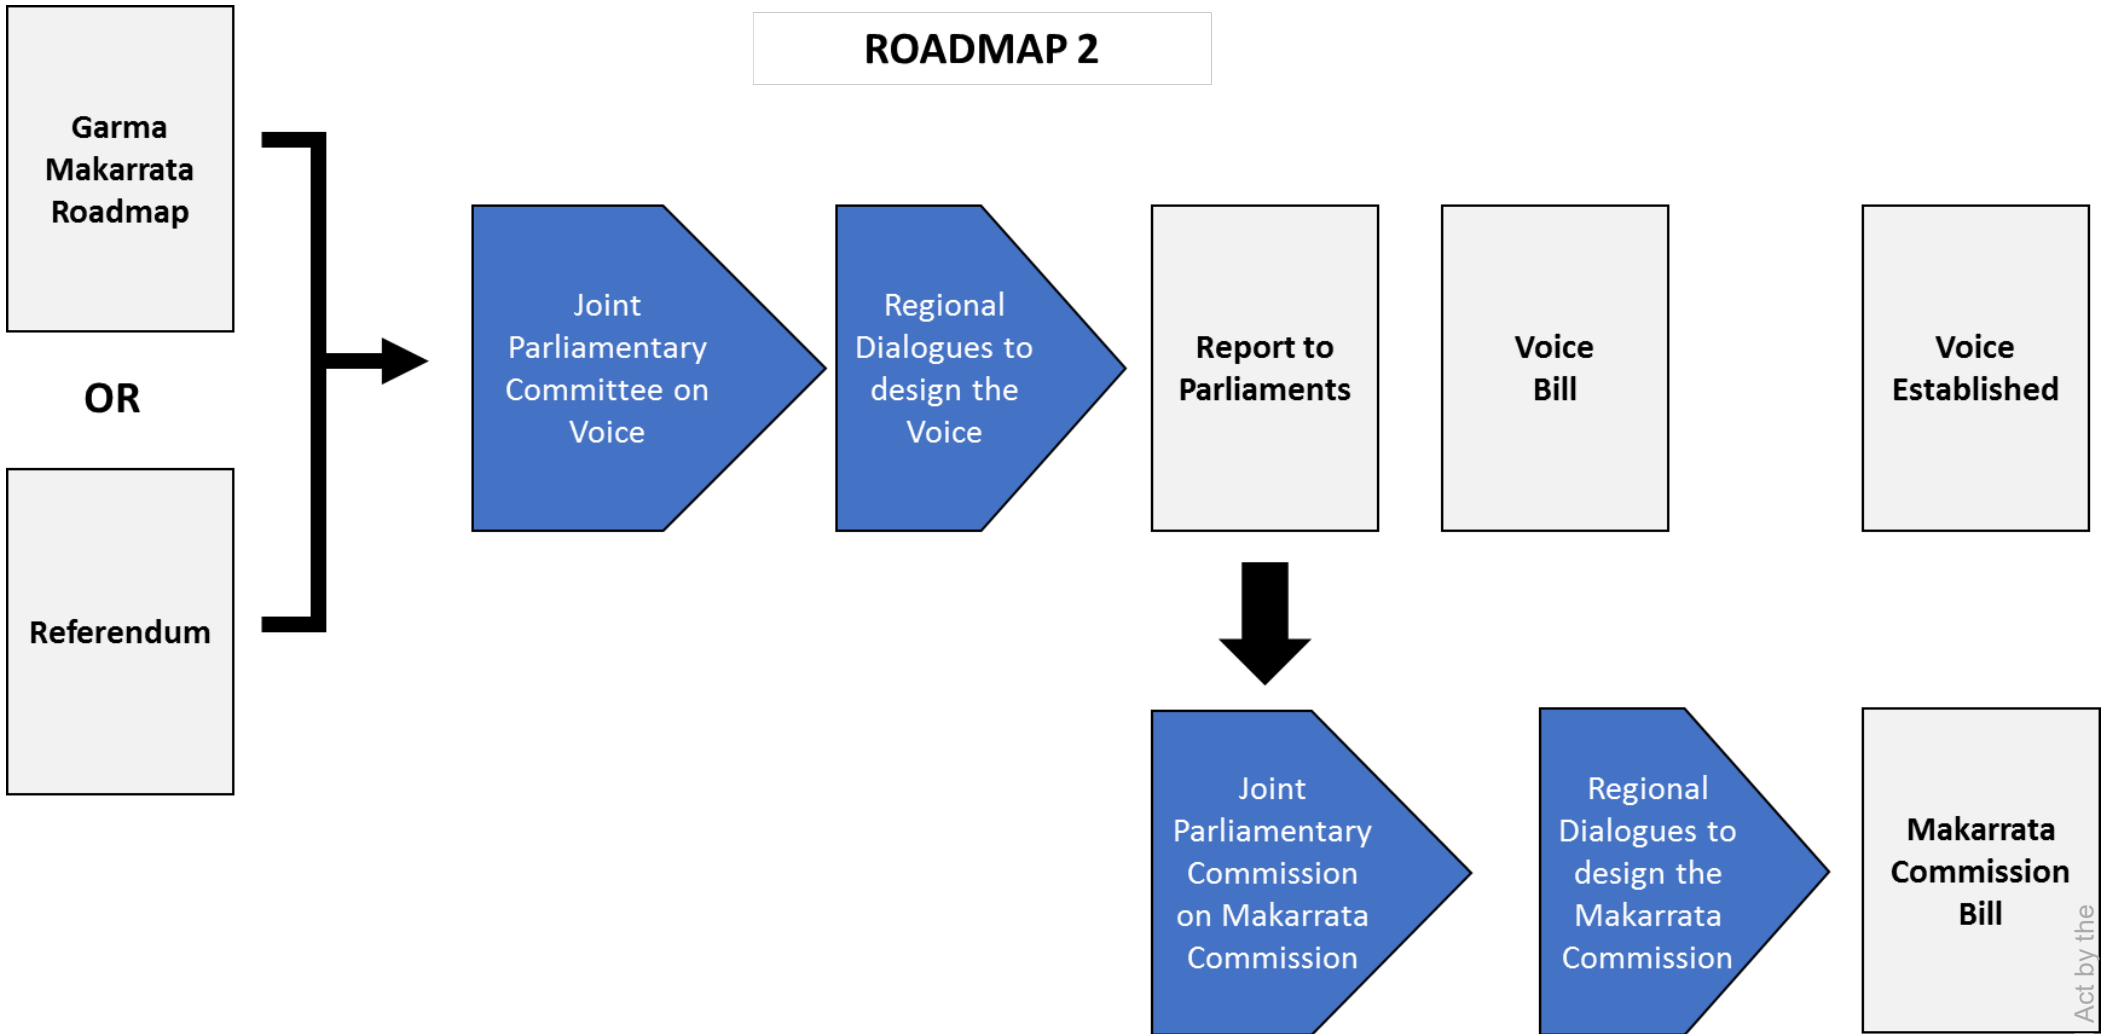 ROADMAP 2
Garma
Makarrata
Roadmap
OR
Referendum
Joint
Parliamentary
Committee on
Voice
Regional
Dialogues to
design the
Voice
Report to
Parliaments
Voice
Bill
Voice
Established
Joint
Parliamentary
Commission
on Makarrata
Commission
Regional
Dialogues to
design the
Makarrata
Commission
Makarrata
Commission
Bill
Act by the